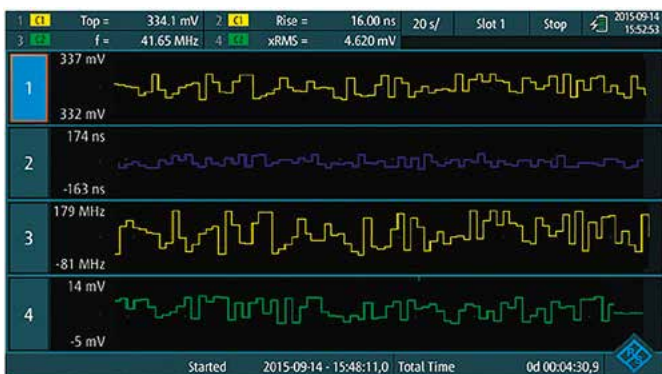 1 C1 Top = 334.1 mV 2 C1 Rise = 16.00 ns 20 s/ Slot 1 Stop 2015-09-14
3 C2 f = 41.65 MHz 4 C2 xRMS = 4.620 mV 15:52:53
337 mV
1
332 mV
174 ns
2
-163 ns
179 MHz
3
-81 MHz
14 mV
4
-5 mV
Started 2015-09-14 - 15:48:11,0 Total Time 0d 00:04:30,9
R&S